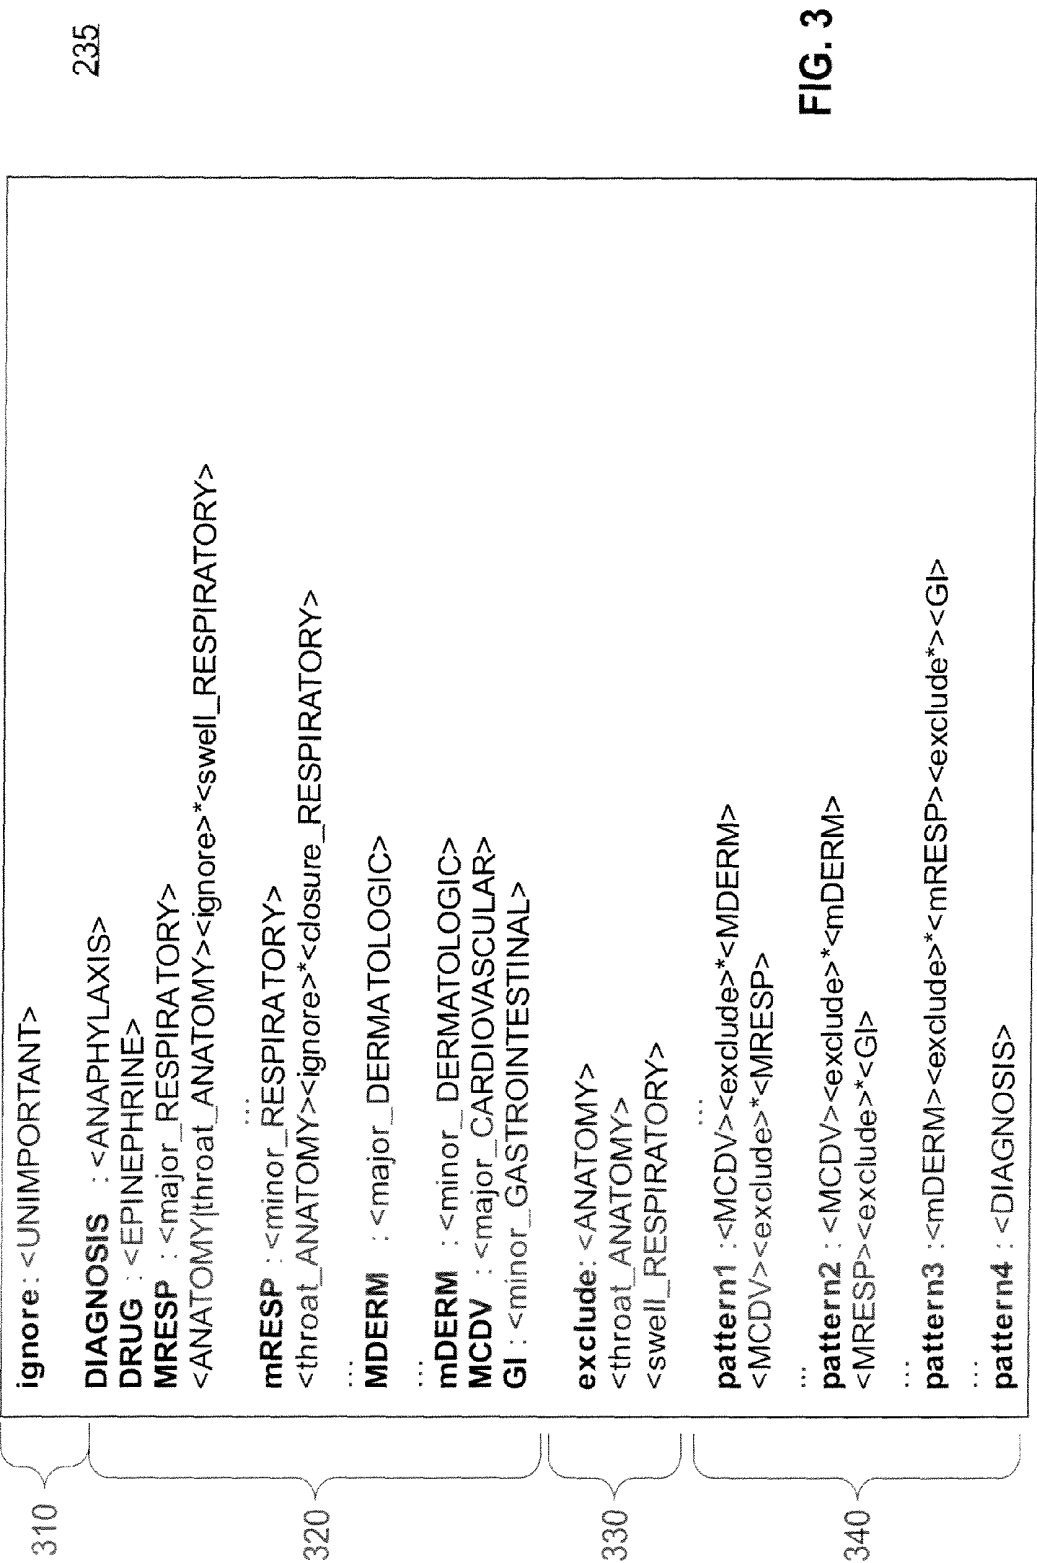 235
310
ignore: <UNIMPORTANT>
320
DIAGNOSIS : <ANAPHYLAXIS>
DRUG : <EPINEPHRINE>
MRESP : <major_RESPIRATORY>
<ANATOMY|throat_ANATOMY><ignore>*<swell_RESPIRATORY>
...
mRESP : <minor_RESPIRATORY>
<throat_ANATOMY><ignore>*<closure_RESPIRATORY>
...
MDERM : <major_DERMATOLOGIC>
...
mDERM : <minor_DERMATOLOGIC>
MCDV : <major_CARDIOVASCULAR>
GI : <minor_GASTROINTESTINAL>
330
exclude: <ANATOMY>
<throat_ANATOMY>
<swell_RESPIRATORY>
340
...
pattern1 : <MCDV><exclude>*<MDERM>
<MCDV><exclude>*<MRESP>
...
pattern2 : <MCDV><exclude>*<mDERM>
<MRESP><exclude>*<GI>
...
pattern3 : <mDERM><exclude>*<mRESP><exclude*><GI>
...
pattern4 : <DIAGNOSIS>
FIG. 3